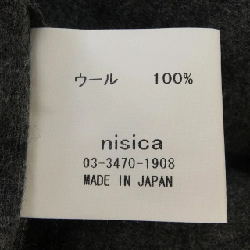 ウール 100%
nisica
03-3470-1908
MADE IN JAPAN